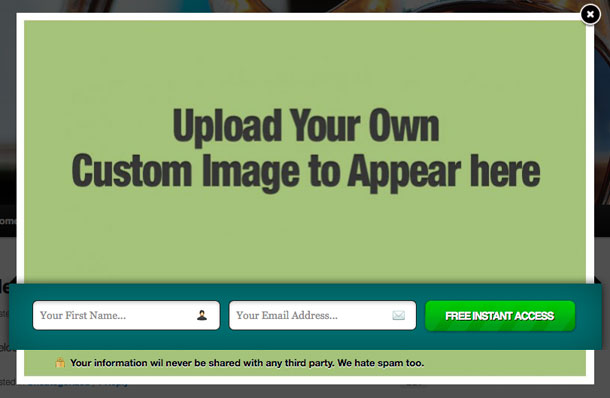 Upload Your Own
Custom Image to Appear here
Your First Name...
Your Email Address...
FREE INSTANT ACCESS
Your information wil never be shared with any third party. We hate spam too.